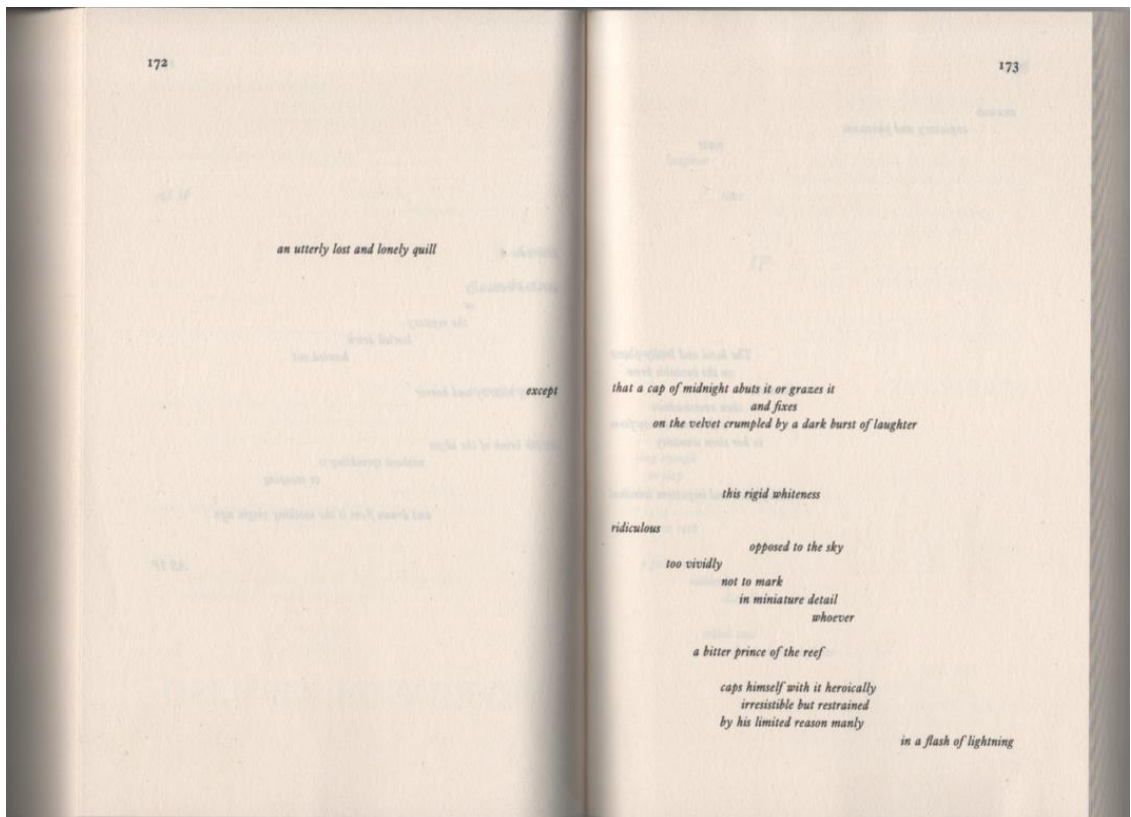 172
173
an utterly lost and lonely quill
except that a cap of midnight abuts it or grazes it
and fixes
on the velvet crumpled by a dark burst of laughter
this rigid whiteness
ridiculous
opposed to the sky
too vividly
not to mark
in miniature detail
whoever
a bitter prince of the reef
caps himself with it heroically
irresistible but restrained
by his limited reason manly
in a flash of lightning